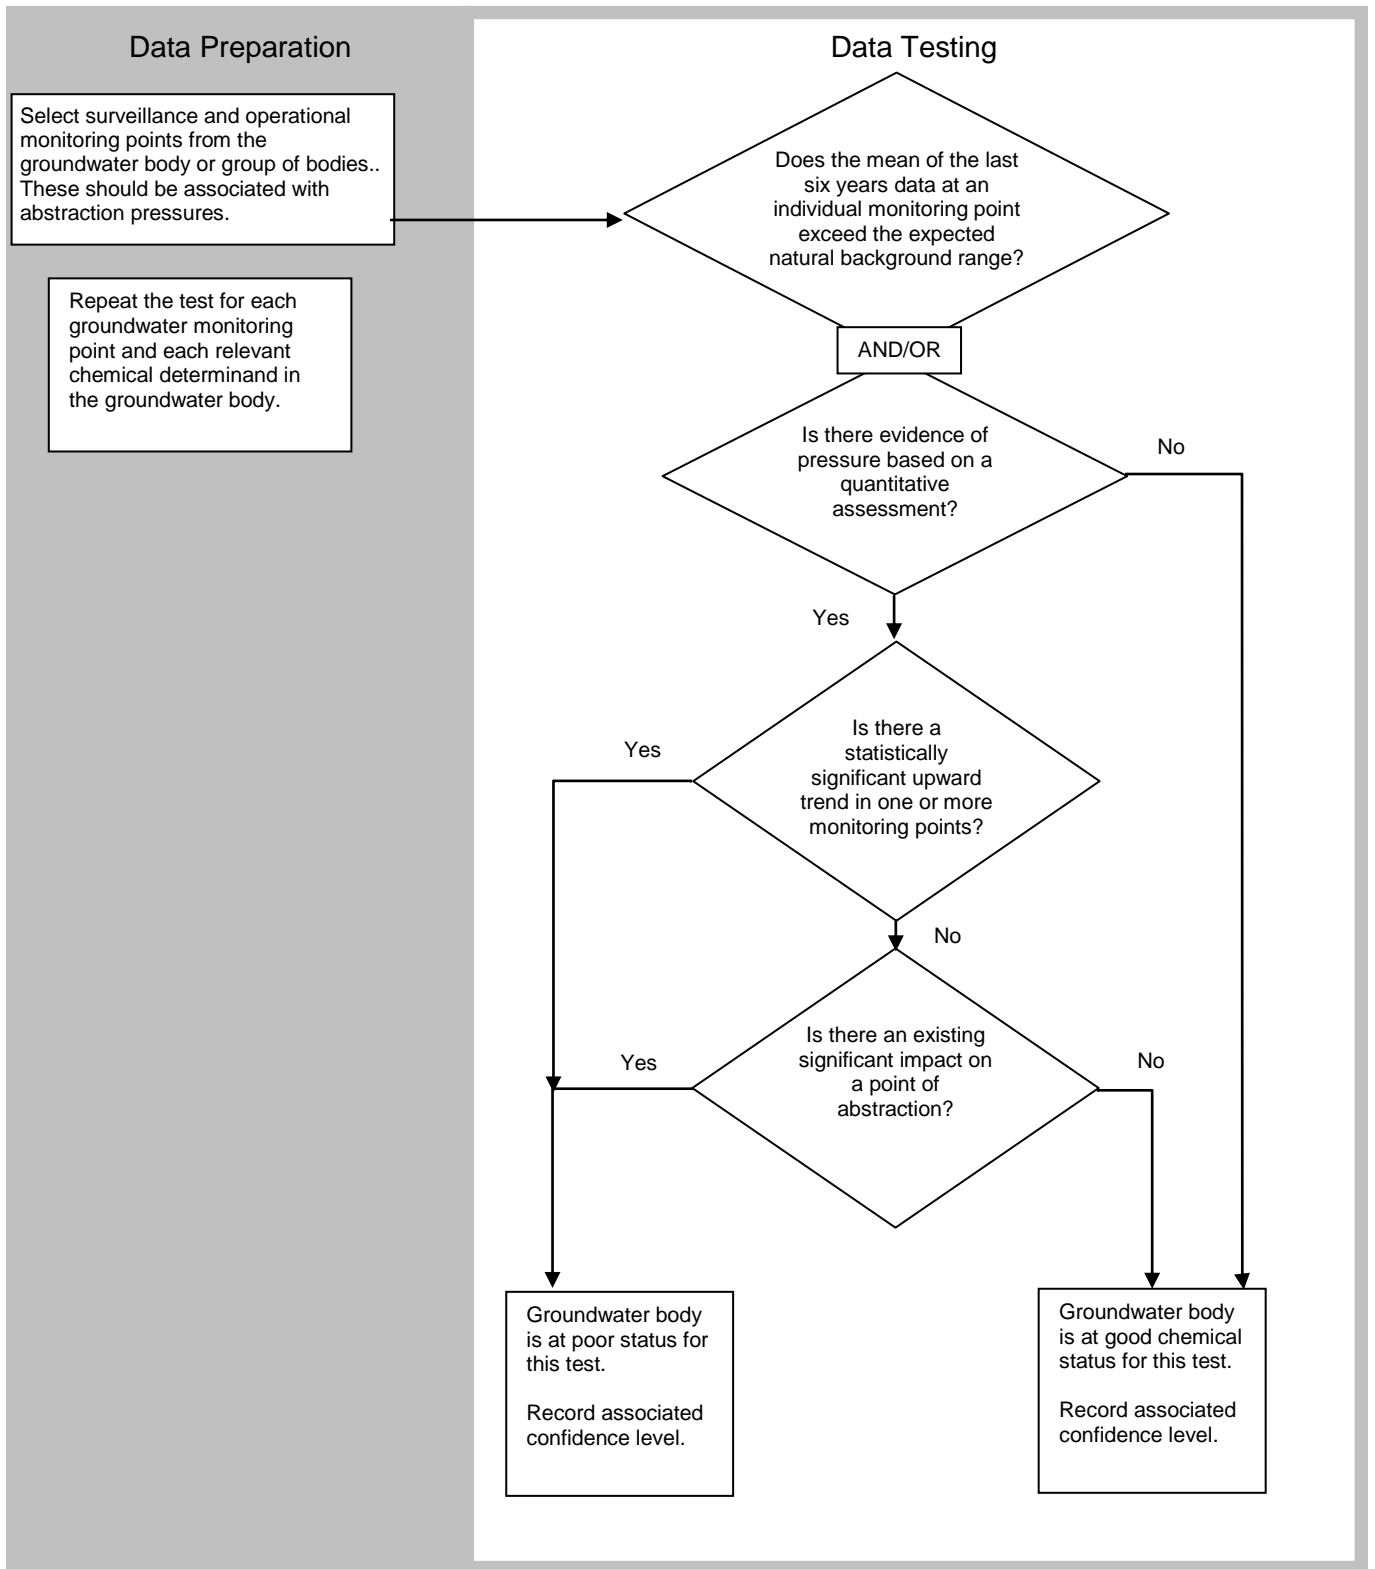 Data Preparation
Select surveillance and operational
monitoring points from the
groundwater body or group of bodies..
These should be associated with
abstraction pressures.
Repeat the test for each
groundwater monitoring
point and each relevant
chemical determinand in
the groundwater body.
Data Testing
Does the mean of the last
six years data at an
individual monitoring point
exceed the expected
natural background range?
AND/OR
Is there evidence of
pressure based on a
quantitative
assessment?
No
Yes
Is there a
statistically
significant upward
trend in one or more
monitoring points?
Yes
No
Is there an existing
significant impact on
a point of
abstraction?
Yes
No
Groundwater body
is at poor status for
this test.
Record associated
confidence level.
Groundwater body
is at good chemical
status for this test.
Record associated
confidence level.